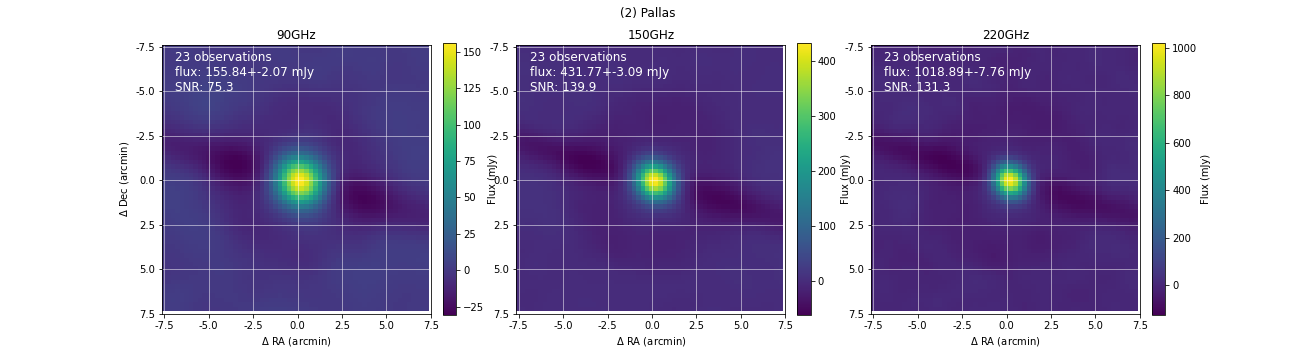 (2) Pallas
90GHz
23 observations
flux: 155.84+-2.07 mJy
SNR: 75.3
-7.5
-5.0
-2.5
0.0
2.5
5.0
7.5
Δ Dec (arcmin)
-7.5 -5.0 -2.5 0.0 2.5 5.0 7.5
Δ RA (arcmin)
150
125
100
75
50
25
0
−25
Flux (mJy)
150GHz
23 observations
flux: 431.77+-3.09 mJy
SNR: 139.9
-7.5
-5.0
-2.5
0.0
2.5
5.0
7.5
-7.5 -5.0 -2.5 0.0 2.5 5.0 7.5
Δ RA (arcmin)
400
300
200
100
0
Flux (mJy)
220GHz
23 observations
flux: 1018.89+-7.76 mJy
SNR: 131.3
-7.5
-5.0
-2.5
0.0
2.5
5.0
7.5
-7.5 -5.0 -2.5 0.0 2.5 5.0 7.5
Δ RA (arcmin)
1000
800
600
400
200
0
Flux (mJy)